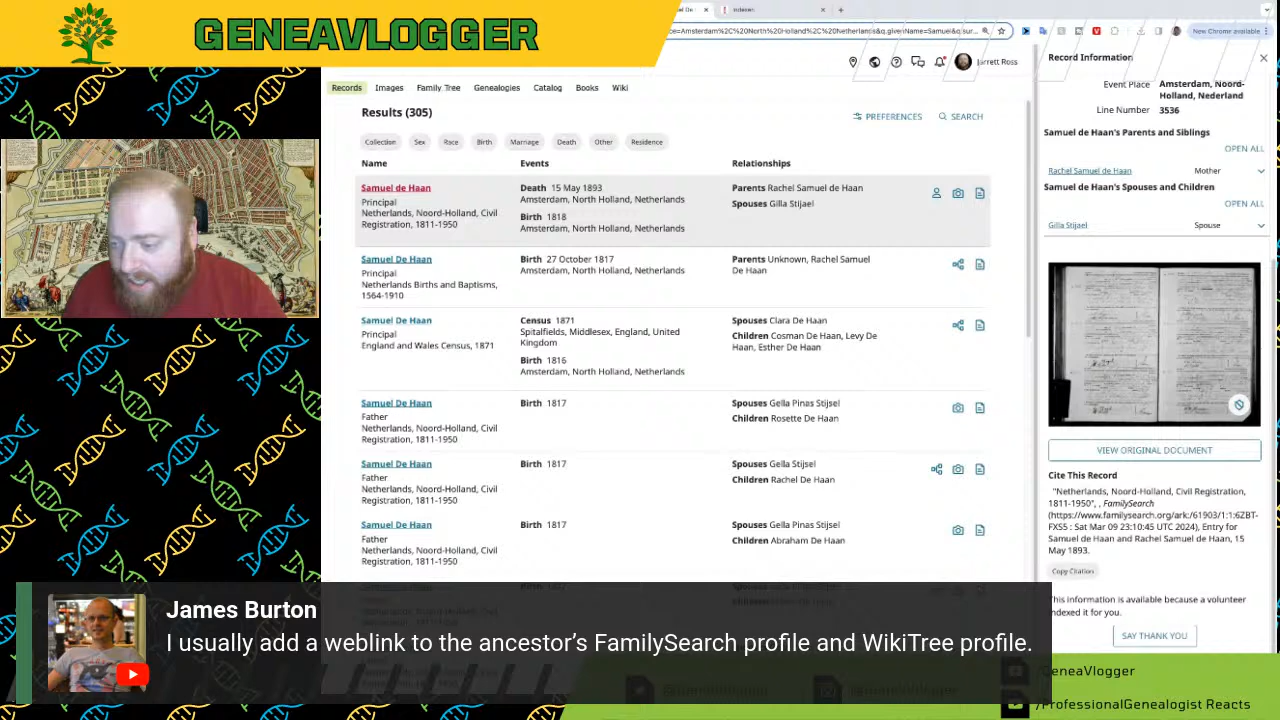 GENEAVLOGGER
Indexen
New Chrome available
Jarrett Ross
Records Images Family Tree Genealogies Catalog Books Wiki
Results (305)
PREFERENCES SEARCH
Collection Sex Race Birth Marriage Death Other Residence
Name Events Relationships
Samuel de Haan Death 15 May 1893 Parents Rachel Samuel de Haan
Principal Amsterdam, North Holland, Netherlands Spouses Gilla Stijael
Netherlands, Noord-Holland, Civil Birth 1818
Registration, 1811-1950 Amsterdam, North Holland, Netherlands
Samuel De Haan Birth 27 October 1817 Parents Unknown, Rachel Samuel
Principal Amsterdam, North Holland, Netherlands De Haan
Netherlands Births and Baptisms,
1564-1910
Samuel De Haan Census 1871 Spouses Clara De Haan
Principal Spitalfields, Middlesex, England, United Children Cosman De Haan, Levy De
England and Wales Census, 1871 Kingdom Haan, Esther De Haan
Birth 1816
Amsterdam, North Holland, Netherlands
Samuel De Haan Birth 1817 Spouses Gella Pinas Stijsel
Father Children Rosette De Haan
Netherlands, Noord-Holland, Civil
Registration, 1811-1950
Samuel De Haan Birth 1817 Spouses Gella Stijsel
Father Children Rachel De Haan
Netherlands, Noord-Holland, Civil
Registration, 1811-1950
Samuel De Haan Birth 1817 Spouses Gella Pinas Stijsel
Father Children Abraham De Haan
Netherlands, Noord-Holland, Civil
Registration, 1811-1950
Record Information
Event Place Amsterdam, Noord-
Holland, Nederland
Line Number 3536
Samuel de Haan's Parents and Siblings
OPEN ALL
Rachel Samuel de Haan Mother
Samuel de Haan's Spouses and Children
OPEN ALL
Gilla Stijael Spouse
VIEW ORIGINAL DOCUMENT
Cite This Record
"Netherlands, Noord-Holland, Civil Registration,
1811-1950", , FamilySearch
(https://www.familysearch.org/ark:/61903/1:1:6ZBT-
FXS5 : Sat Mar 09 23:10:45 UTC 2024), Entry for
Samuel de Haan and Rachel Samuel de Haan, 15
May 1893.
Copy Citation
This information is available because a volunteer
indexed it for you.
SAY THANK YOU
James Burton
I usually add a weblink to the ancestor's FamilySearch profile and WikiTree profile.
/GeneaVlogger
/ProfessionalGenealogist Reacts